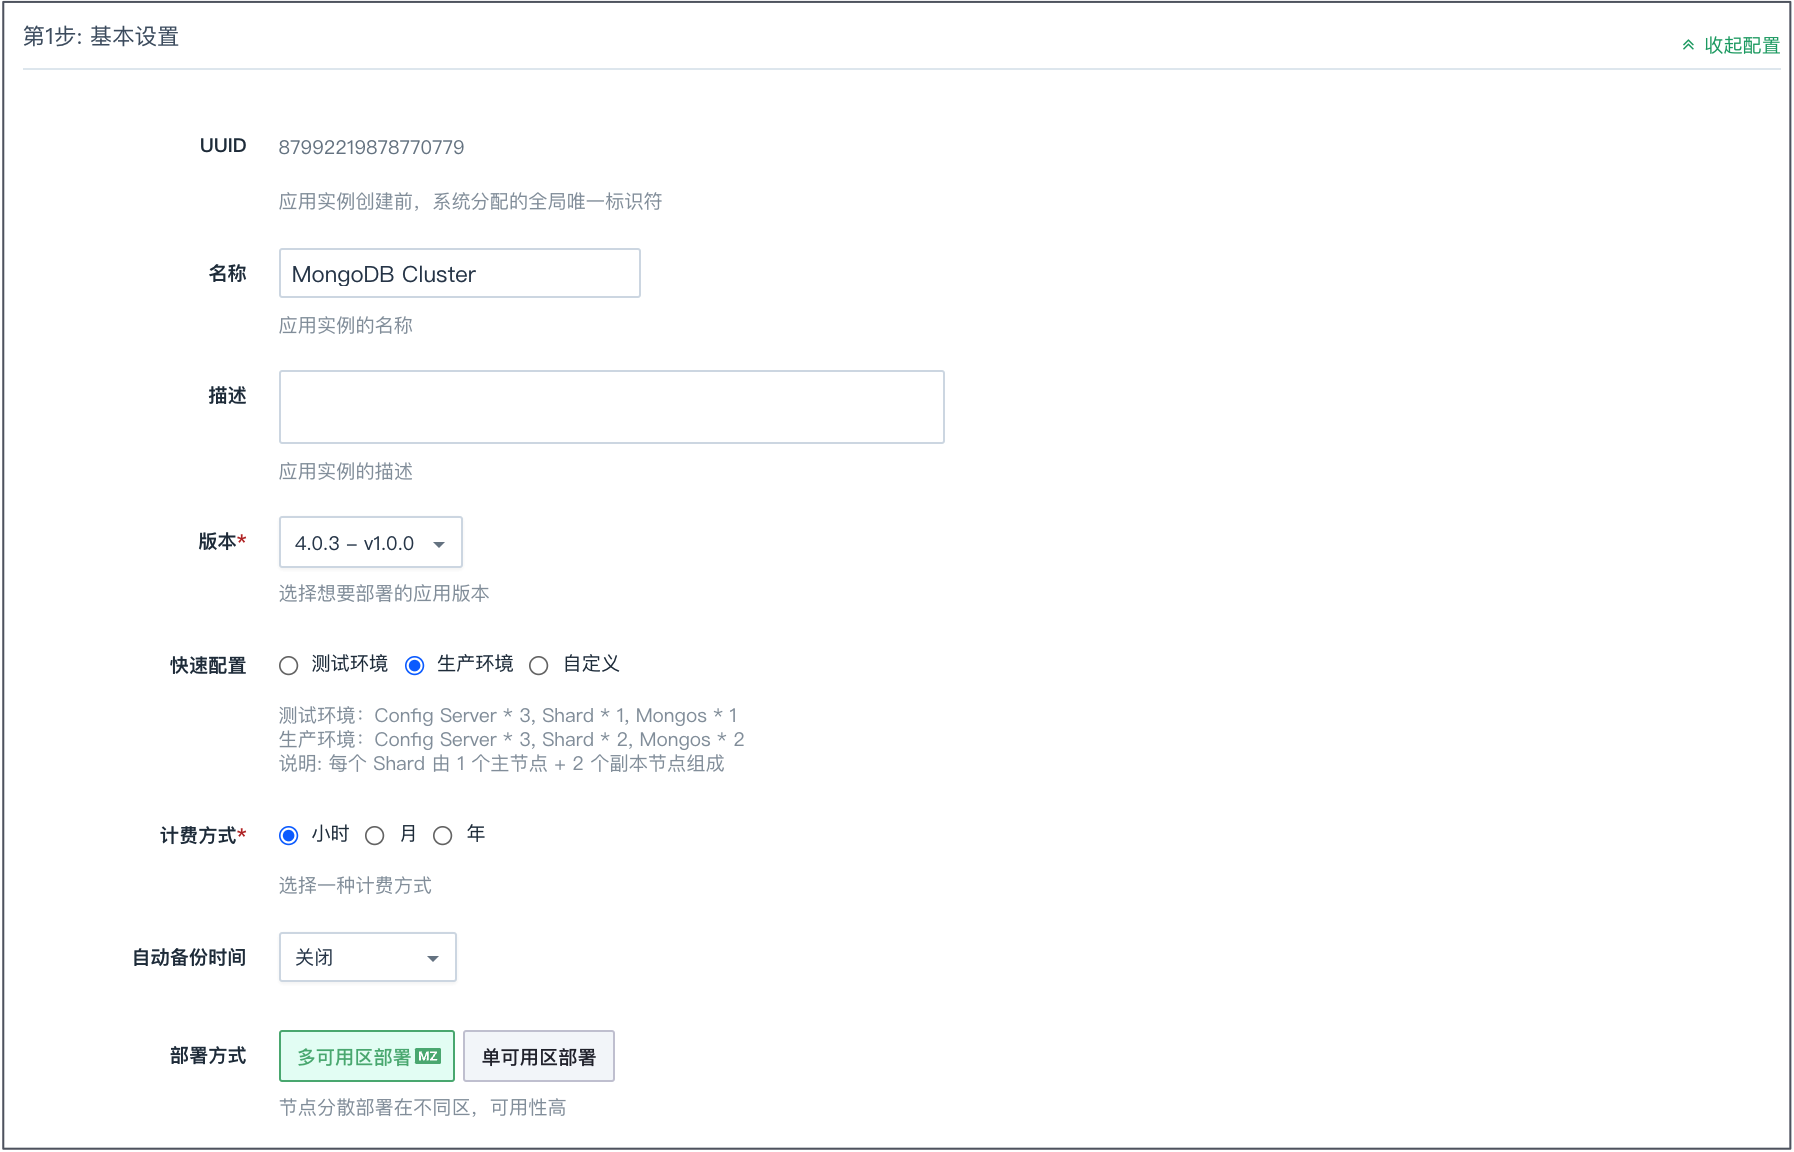 第1步: 基本设置
收起配置
UUID 87992219878770779
应用实例创建前，系统分配的全局唯一标识符
名称 MongoDB Cluster
应用实例的名称
描述
应用实例的描述
版本* 4.0.3 – v1.0.0
选择想要部署的应用版本
快速配置 测试环境 生产环境 自定义
测试环境：Config Server * 3, Shard * 1, Mongos * 1
生产环境：Config Server * 3, Shard * 2, Mongos * 2
说明: 每个 Shard 由 1 个主节点 + 2 个副本节点组成
计费方式* 小时 月 年
选择一种计费方式
自动备份时间 关闭
部署方式 多可用区部署 MZ 单可用区部署
节点分散部署在不同区，可用性高